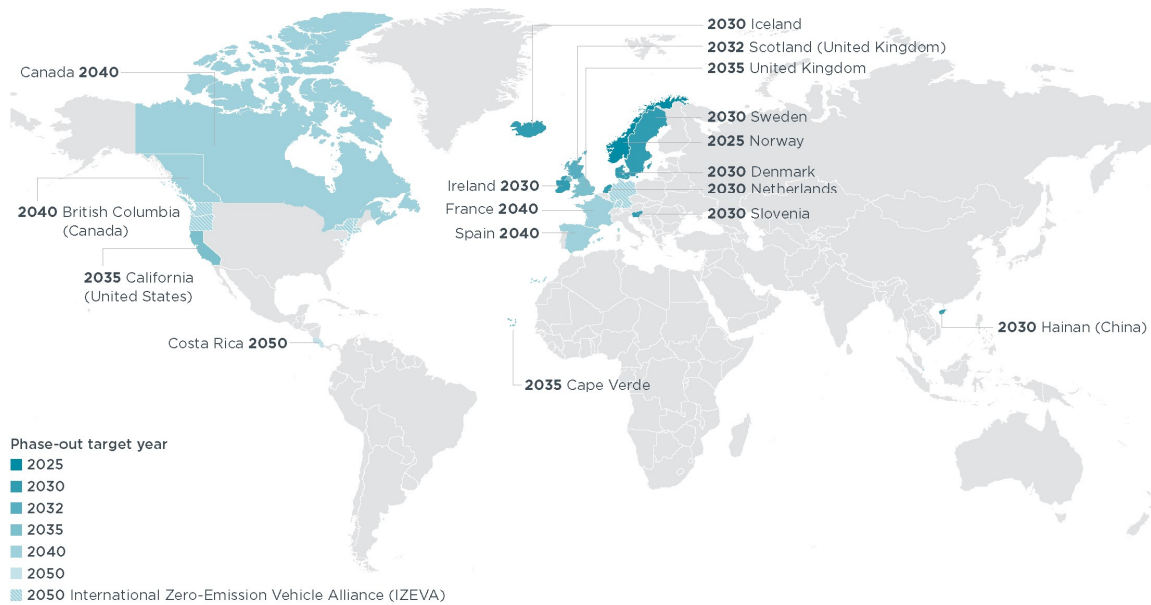 2030 Iceland
2032 Scotland (United Kingdom)
2035 United Kingdom
Canada 2040
2030 Sweden
2025 Norway
2030 Denmark
Ireland 2030
2030 Netherlands
France 2040
2040 British Columbia
(Canada)
2030 Slovenia
Spain 2040
2035 California
(United States)
2030 Hainan (China)
Costa Rica 2050
2035 Cape Verde
Phase-out target year
2025
2030
2032
2035
2040
2050
2050 International Zero-Emission Vehicle Alliance (IZEVA)